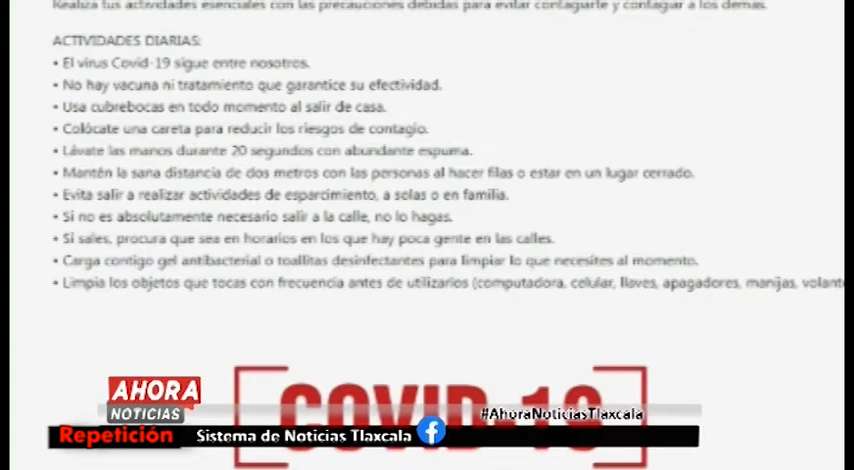 Realiza tus actividades esenciales con las precauciones debidas para evitar contagiarte y contagiar a los demás.
ACTIVIDADES DIARIAS:
• El virus Covid-19 sigue entre nosotros.
• No hay vacuna ni tratamiento que garantice su efectividad.
• Usa cubrebocas en todo momento al salir de casa.
• Colócate una careta para reducir los riesgos de contagio.
• Lávate las manos durante 20 segundos con abundante espuma.
• Mantén la sana distancia de dos metros con las personas al hacer filas o estar en un lugar cerrado.
• Evita salir a realizar actividades de esparcimiento, a solas o en familia.
• Si no es absolutamente necesario salir a la calle, no lo hagas.
• Si sales, procura que sea en horarios en los que hay poca gente en las calles.
• Carga contigo gel antibacterial o toallitas desinfectantes para limpiar lo que necesites al momento.
• Limpia los objetos que tocas con frecuencia antes de utilizarlos (computadora, celular, llaves, apagadores, manijas, volante
COVID-19
AHORA
NOTICIAS
#AhoraNoticiasTlaxcala
Repetición
Sistema de Noticias Tlaxcala